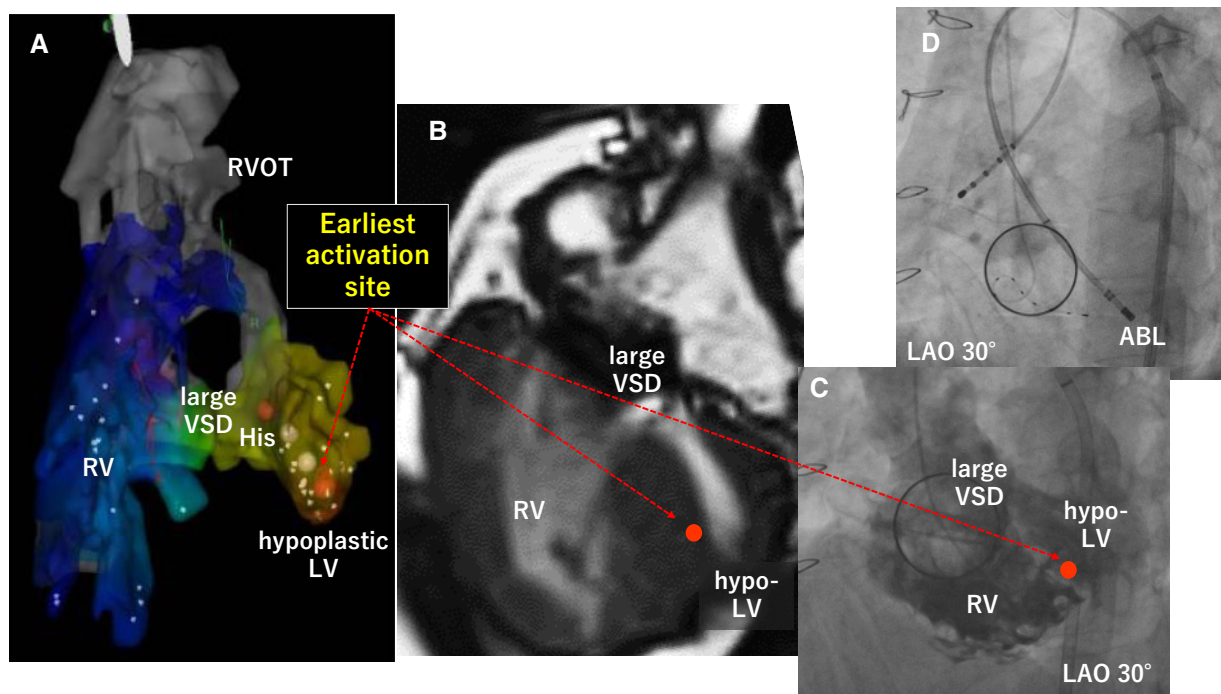 A
RVOT
Earliest
activation
site
large
VSD
His
RV
hypoplastic
LV
B
large
VSD
RV
hypo-
LV
D
ABL
LAO 30°
C
large
VSD
hypo-
LV
RV
LAO 30°